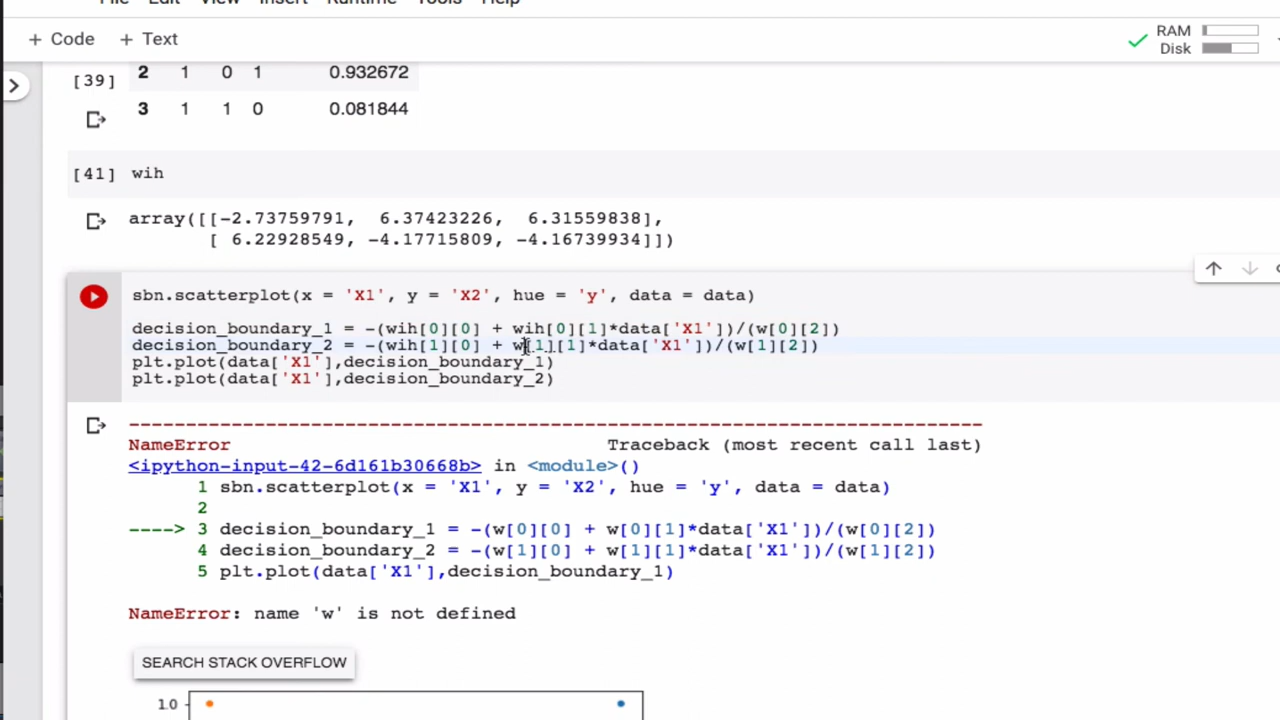 File Edit View Insert Runtime Tools Help
+ Code + Text
RAM
Disk
2 1 0 1 0.932672
[39]
3 1 1 0 0.081844
[41] wih
array([[-2.73759791, 6.37423226, 6.31559838],
[ 6.22928549, -4.17715809, -4.16739934]])
sbn.scatterplot(x = 'X1', y = 'X2', hue = 'y', data = data)
decision_boundary_1 = -(wih[0][0] + wih[0][1]*data['X1'])/(w[0][2])
decision_boundary_2 = -(wih[1][0] + w[1][1]*data['X1'])/(w[1][2])
plt.plot(data['X1'],decision_boundary_1)
plt.plot(data['X1'],decision_boundary_2)
NameError Traceback (most recent call last)
<ipython-input-42-6d161b30668b> in <module>()
1 sbn.scatterplot(x = 'X1', y = 'X2', hue = 'y', data = data)
2
----> 3 decision_boundary_1 = -(w[0][0] + w[0][1]*data['X1'])/(w[0][2])
4 decision_boundary_2 = -(w[1][0] + w[1][1]*data['X1'])/(w[1][2])
5 plt.plot(data['X1'],decision_boundary_1)
NameError: name 'w' is not defined
SEARCH STACK OVERFLOW
1.0